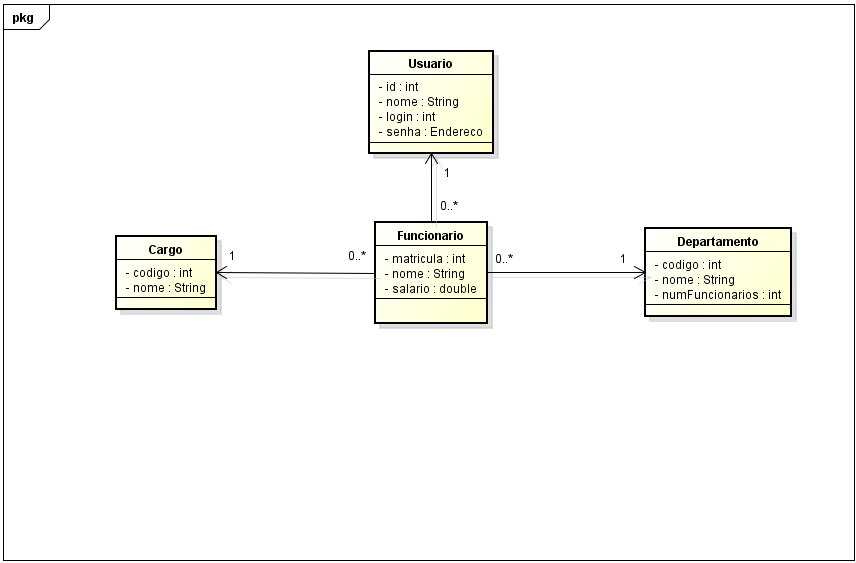 pkg
Usuario
- id : int
- nome : String
- login : int
- senha : Endereco
1
0..*
Cargo
- codigo : int
- nome : String
1
0..*
Funcionario
- matricula : int
- nome : String
- salario : double
0..*
1
Departamento
- codigo : int
- nome : String
- numFuncionarios : int